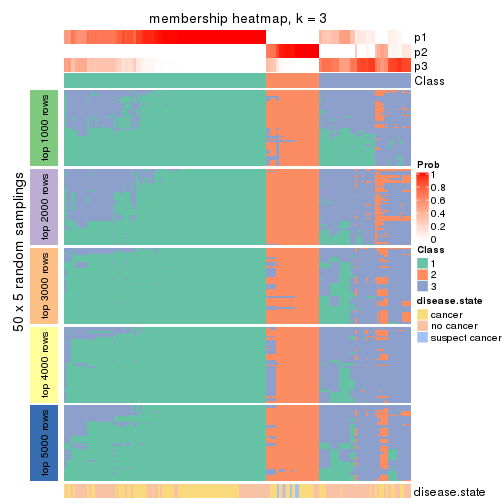 membership heatmap, k = 3
p1
p2
p3
Class
50 x 5 random samplings
top 1000 rows
top 2000 rows
top 3000 rows
top 4000 rows
top 5000 rows
disease.state
Prob
1
0.8
0.6
0.4
0.2
0
Class
1
2
3
disease.state
cancer
no cancer
suspect cancer